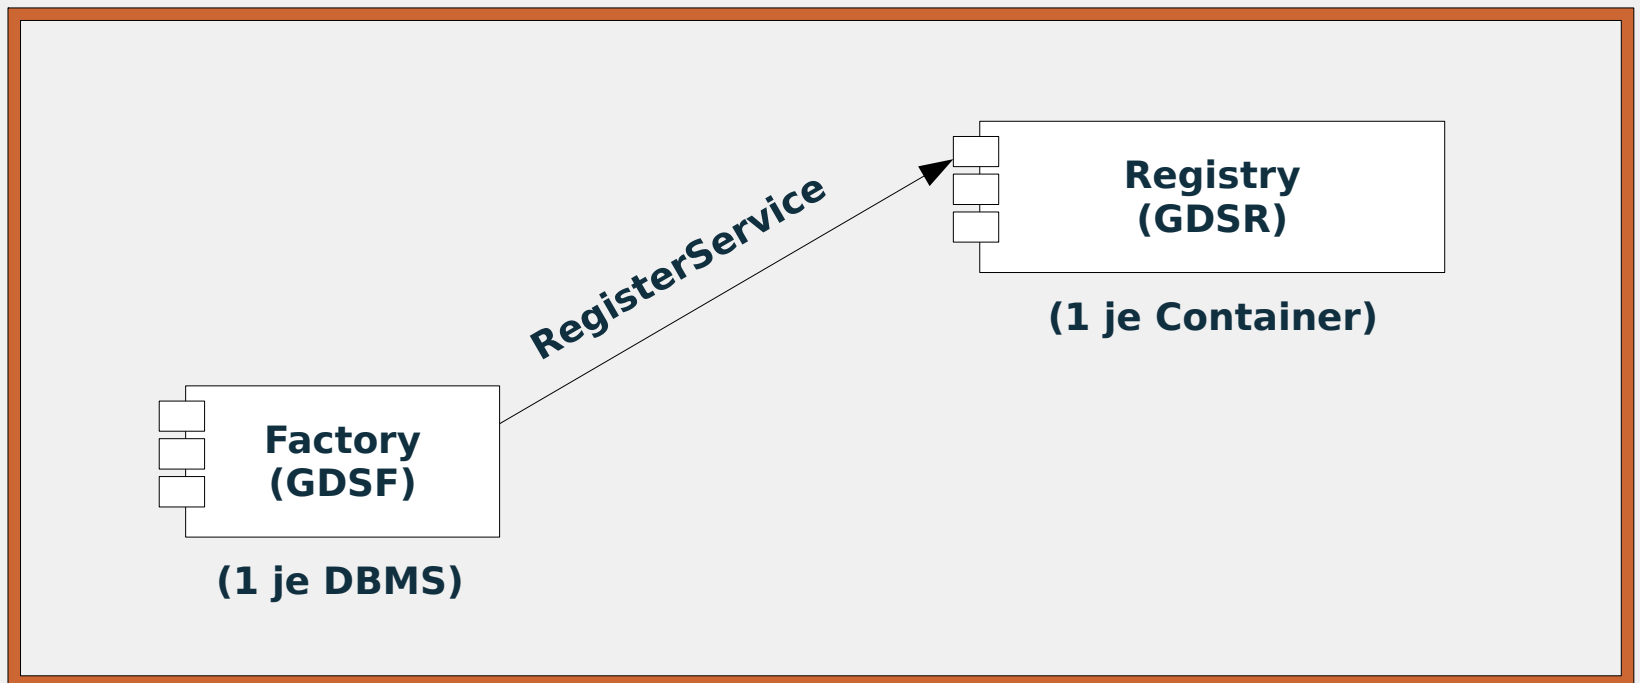 Registry
(GDSR)
(1 je Container)
RegisterService
Factory
(GDSF)
(1 je DBMS)